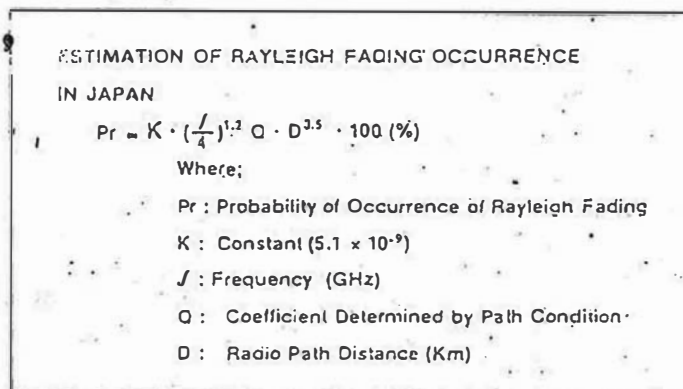 ESTIMATION OF RAYLEIGH FADING OCCURRENCE
IN JAPAN
Pr = K · (f/4)^1.2 Q · D^3.5 · 100 (%)
Where;
Pr : Probability of Occurrence of Rayleigh Fading
K : Constant (5.1 × 10^-9)
f : Frequency (GHz)
Q : Coefficient Determined by Path Condition
D : Radio Path Distance (Km)